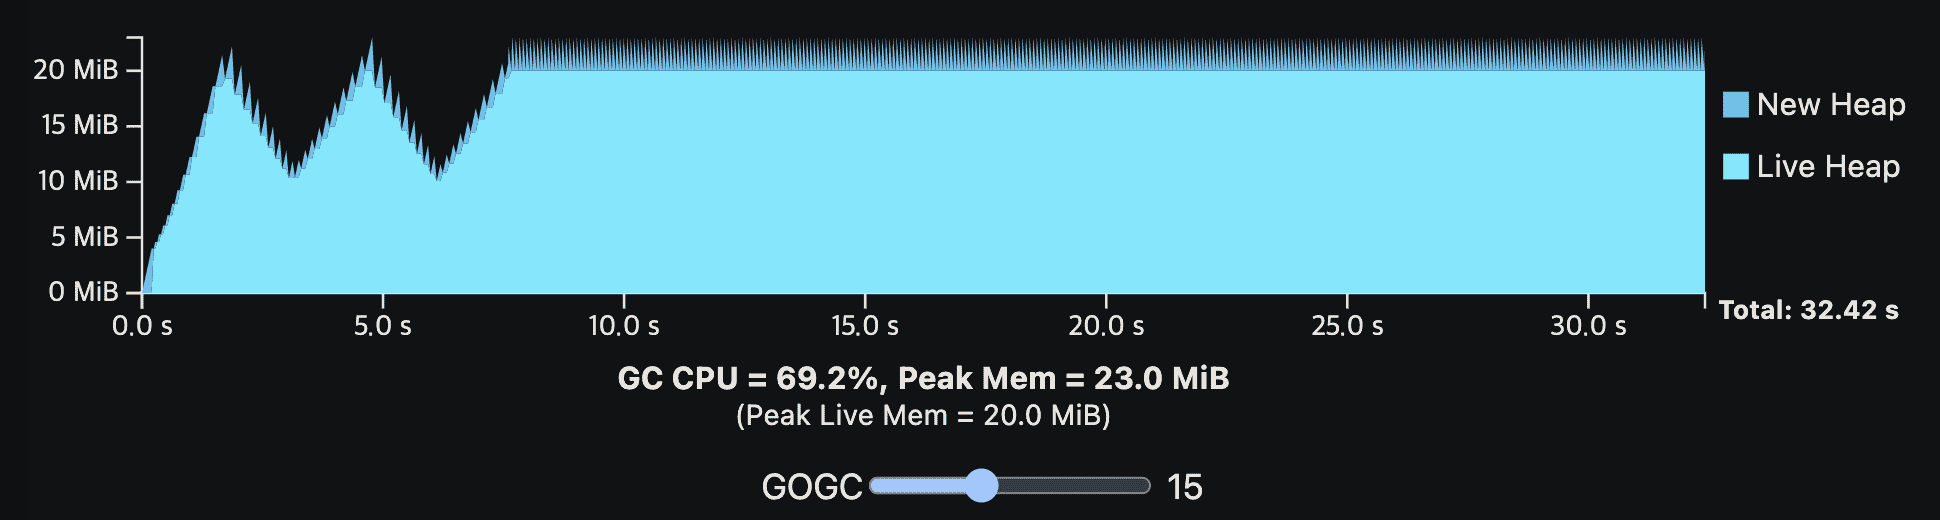 20 MiB
15 MiB
10 MiB
5 MiB
0 MiB
New Heap
Live Heap
0.0 s 5.0 s 10.0 s 15.0 s 20.0 s 25.0 s 30.0 s
Total: 32.42 s
GC CPU = 69.2%, Peak Mem = 23.0 MiB
(Peak Live Mem = 20.0 MiB)
GOGC 15